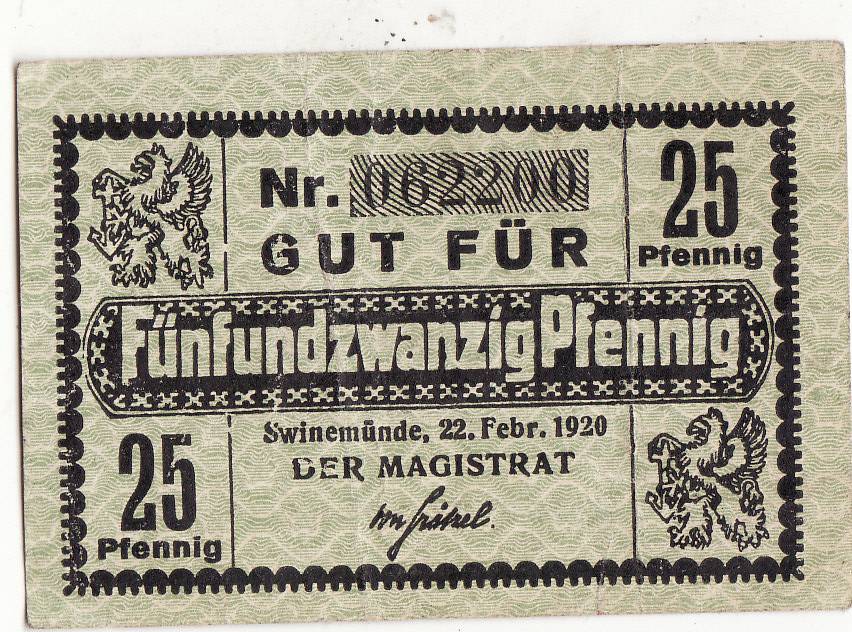 Nr. 062200
GUT FÜR
25
Pfennig
Fünfundzwanzig Pfennig
25
Pfennig
Swinemünde, 22. Febr. 1920
DER MAGISTRAT